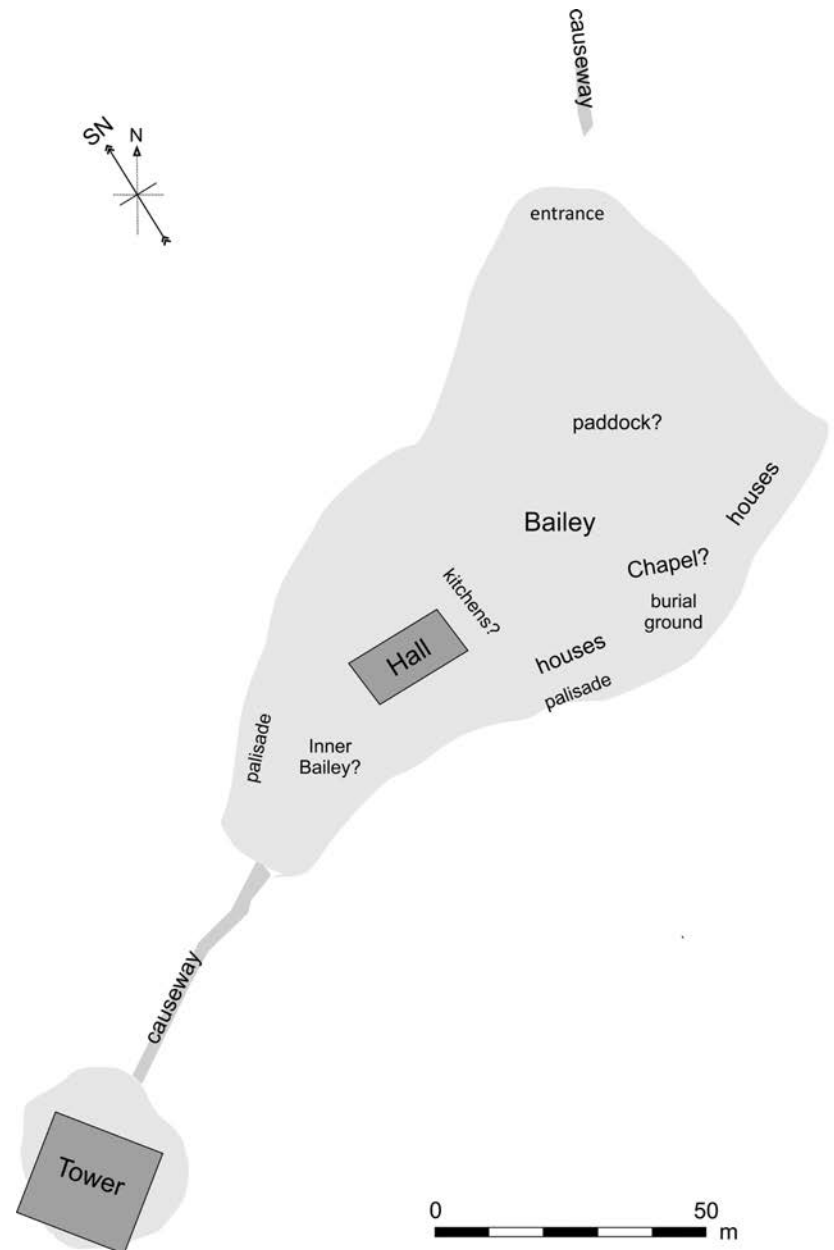 causeway
SN
N
entrance
paddock?
houses
Bailey
Chapel?
kitchens?
burial
ground
Hall
houses
palisade
palisade
Inner
Bailey?
causeway
Tower
0
50
m